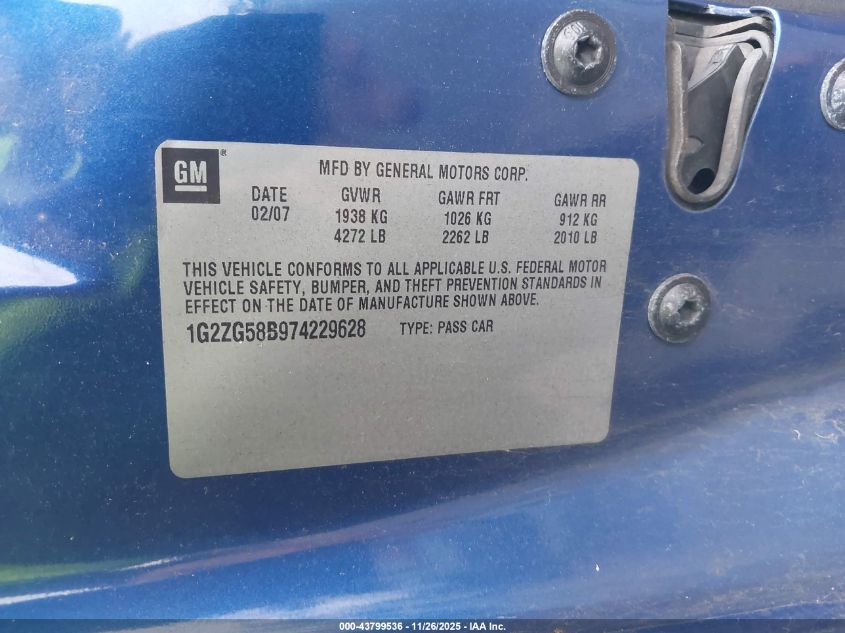 GM
®
MFD BY GENERAL MOTORS CORP.
DATE GVWR GAWR FRT GAWR RR
02/07 1938 KG 1026 KG 912 KG
4272 LB 2262 LB 2010 LB
THIS VEHICLE CONFORMS TO ALL APPLICABLE U.S. FEDERAL MOTOR
VEHICLE SAFETY, BUMPER, AND THEFT PREVENTION STANDARDS IN
EFFECT ON THE DATE OF MANUFACTURE SHOWN ABOVE.
1G2ZG58B974229628 TYPE: PASS CAR
000-43799536 - 11/26/2025 - IAA Inc.